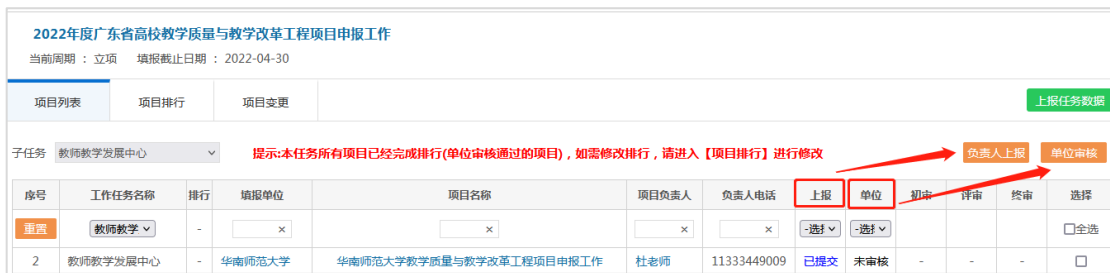 2022年度广东省高校教学质量与教学改革工程项目申报工作
当前周期 ：立项 填报截止日期 ：2022-04-30
项目列表 项目排行 项目变更 上报任务数据
子任务 教师教学发展中心 提示:本任务所有项目已经完成排行(单位审核通过的项目)，如需修改排行，请进入【项目排行】进行修改 负责人上报 单位审核
序号 工作任务名称 排行 填报单位 项目名称 项目负责人 负责人电话 上报 单位 初审 评审 终审 选择
重置 教师教学 - × × × × -选择 -选择 全选
2 教师教学发展中心 - 华南师范大学 华南师范大学教学质量与教学改革工程项目申报工作 杜老师 11333449009 已提交 未审核 - - -